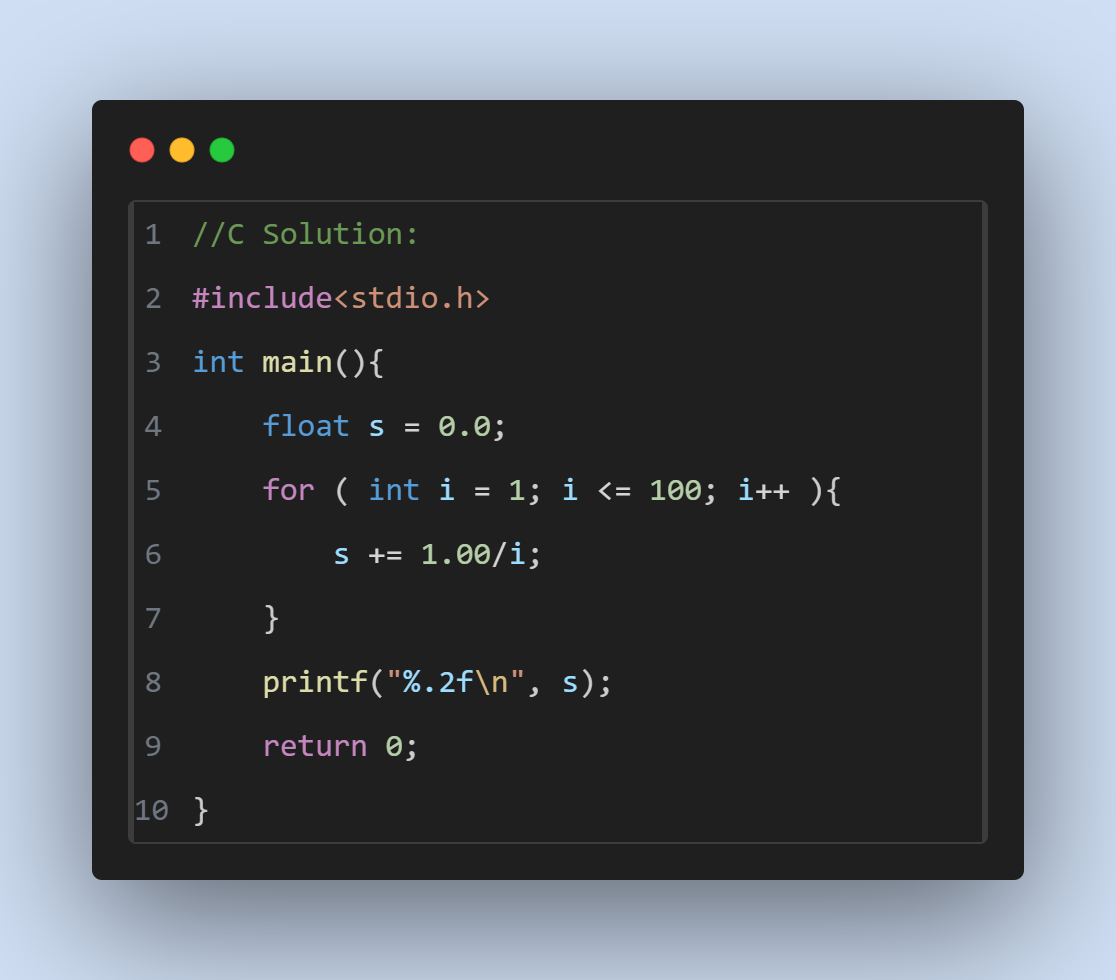 1 //C Solution:
2 #include<stdio.h>
3 int main(){
4     float s = 0.0;
5     for ( int i = 1; i <= 100; i++ ){
6         s += 1.00/i;
7     }
8     printf("%.2f\n", s);
9     return 0;
10 }